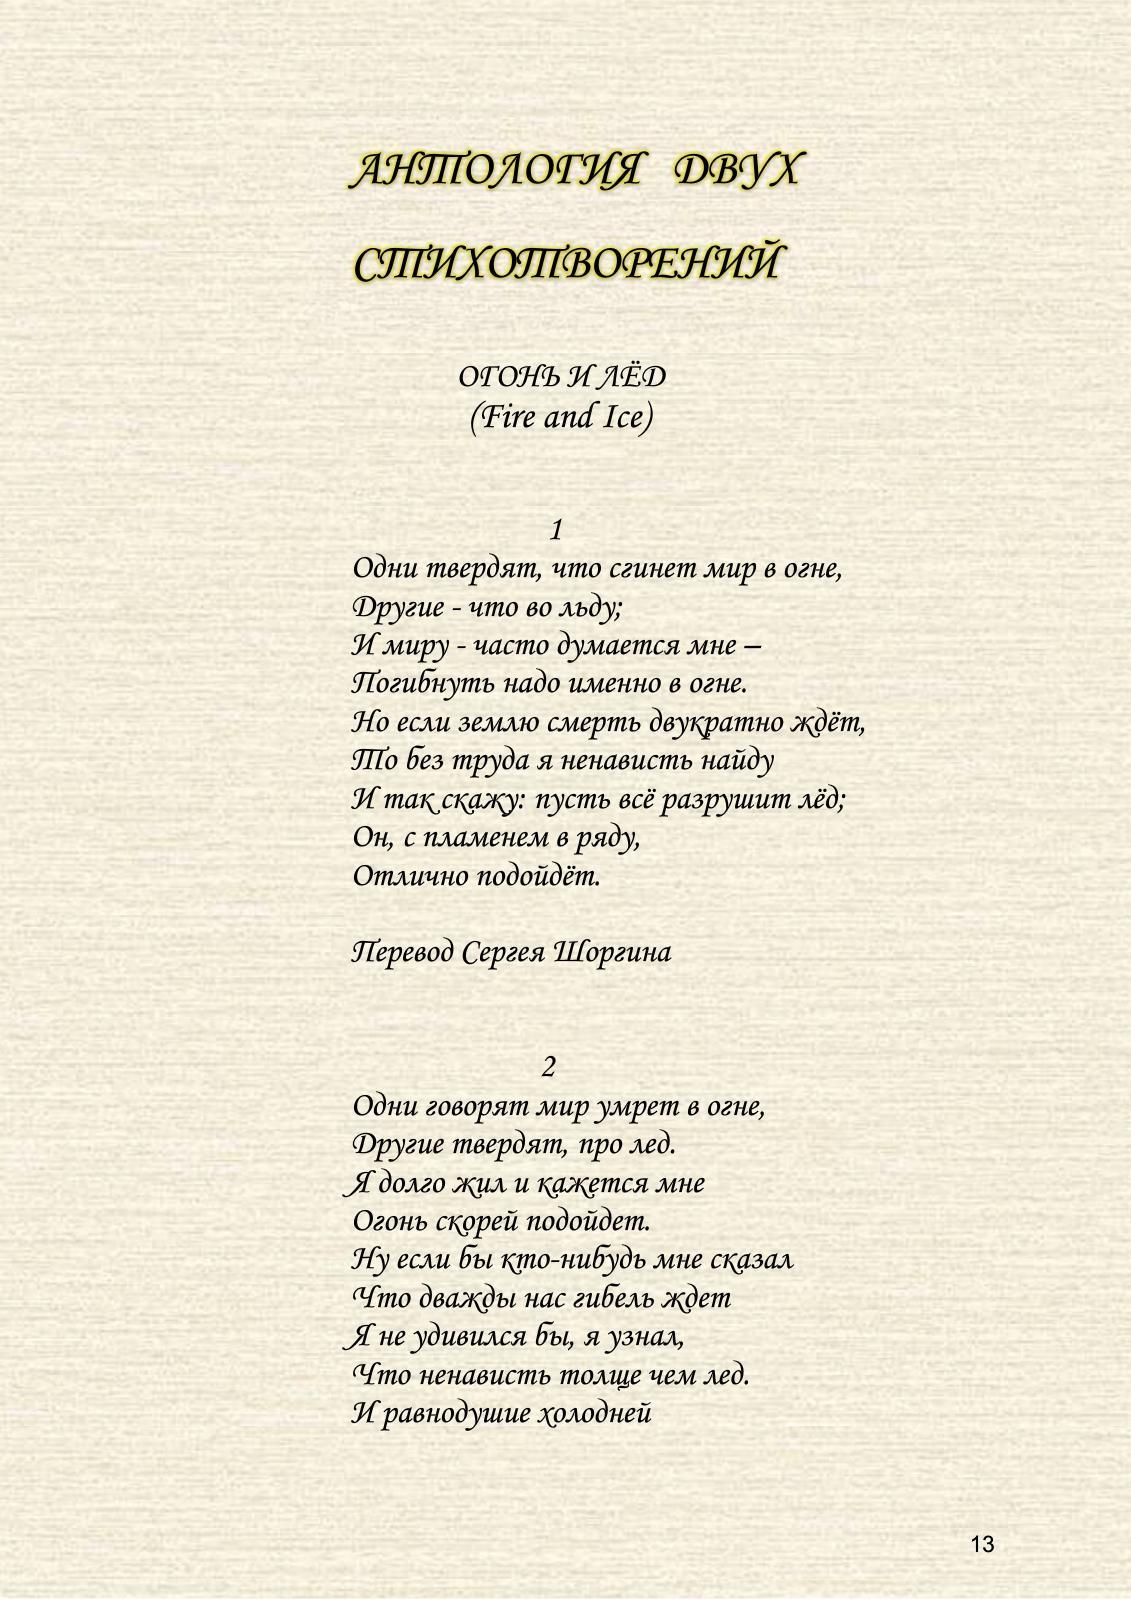 АНТОЛОГИЯ ДВУХ
СТИХОТВОРЕНИЙ
ОГОНЬ И ЛЁД
(Fire and Ice)
1
Одни твердят, что сгинет мир в огне,
Другие - что во льду;
И миру - часто думается мне –
Погибнуть надо именно в огне.
Но если землю смерть двукратно ждёт,
То без труда я ненависть найду
И так скажу: пусть всё разрушит лёд;
Он, с пламенем в ряду,
Отлично подойдёт.
Перевод Сергея Шоргина
2
Одни говорят мир умрет в огне,
Другие твердят, про лед.
Я долго жил и кажется мне
Огонь скорей подойдет.
Ну если бы кто-нибудь мне сказал
Что дважды нас гибель ждет
Я не удивился бы, я узнал,
Что ненависть толще чем лед.
И равнодушие холодней
13